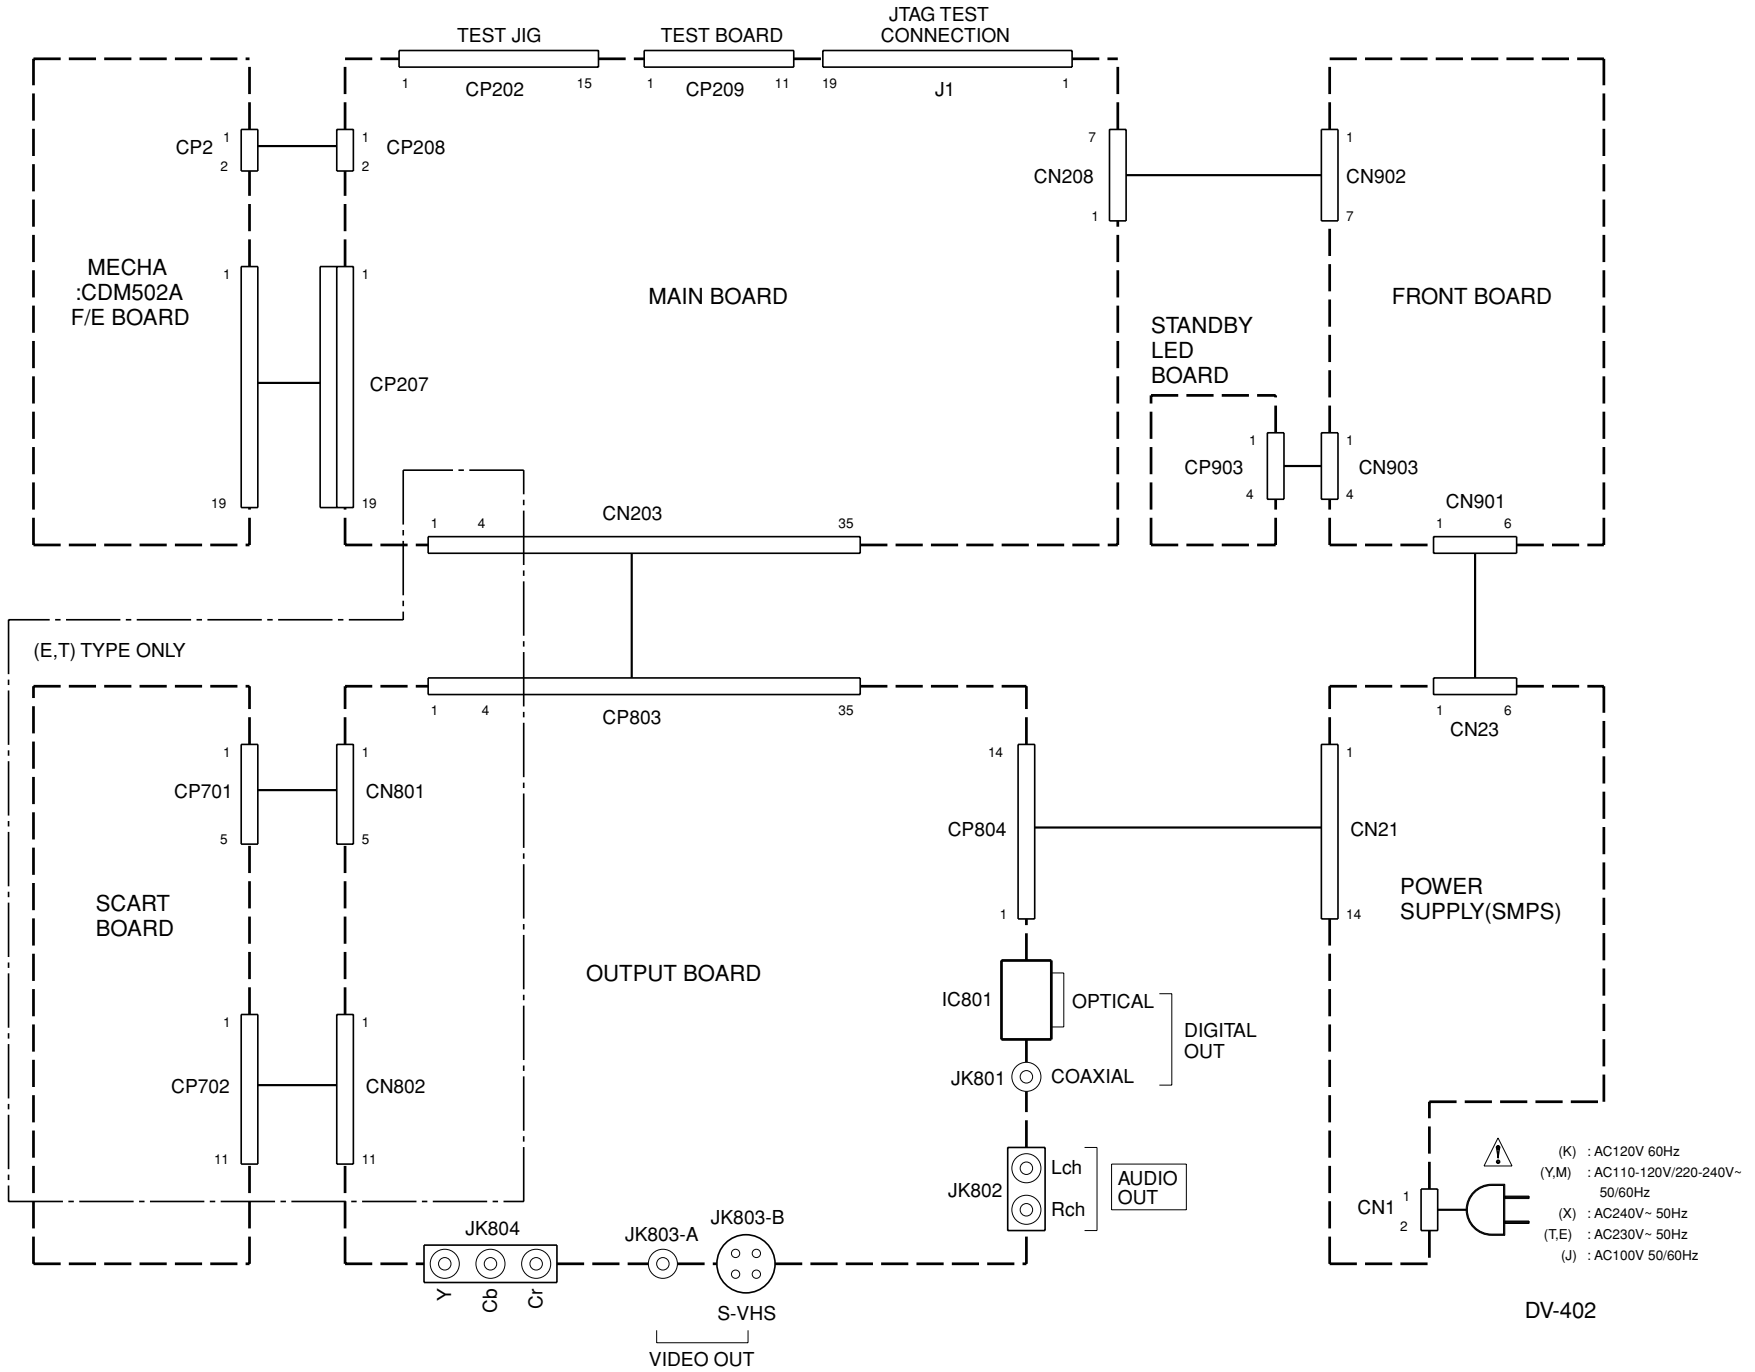 TEST JIG
TEST BOARD
JTAG TEST
CONNECTION
1
CP202
15
1
CP209
11
19
J1
1
CP2
1
2
1
2
CP208
7
CN208
1
1
CN902
7
MECHA
:CDM502A
F/E BOARD
1
19
1
CP207
19
MAIN BOARD
FRONT BOARD
STANDBY
LED
BOARD
1
CP903
4
1
CN903
4
CN901
1
6
CN203
1
4
35
(E,T) TYPE ONLY
1
4
CP803
35
1
6
CN23
1
CP701
5
1
CN801
5
14
CP804
1
1
CN21
14
SCART
BOARD
POWER
SUPPLY(SMPS)
OUTPUT BOARD
IC801
OPTICAL
DIGITAL
OUT
JK801
COAXIAL
1
CP702
11
1
CN802
11
JK802
Lch
Rch
AUDIO
OUT
CN1
1
2
!
(K) : AC120V 60Hz
(Y,M) : AC110-120V/220-240V~
50/60Hz
(X) : AC240V~ 50Hz
(T,E) : AC230V~ 50Hz
(J) : AC100V 50/60Hz
JK804
JK803-A
JK803-B
Y
Cb
Cr
S-VHS
VIDEO OUT
DV-402